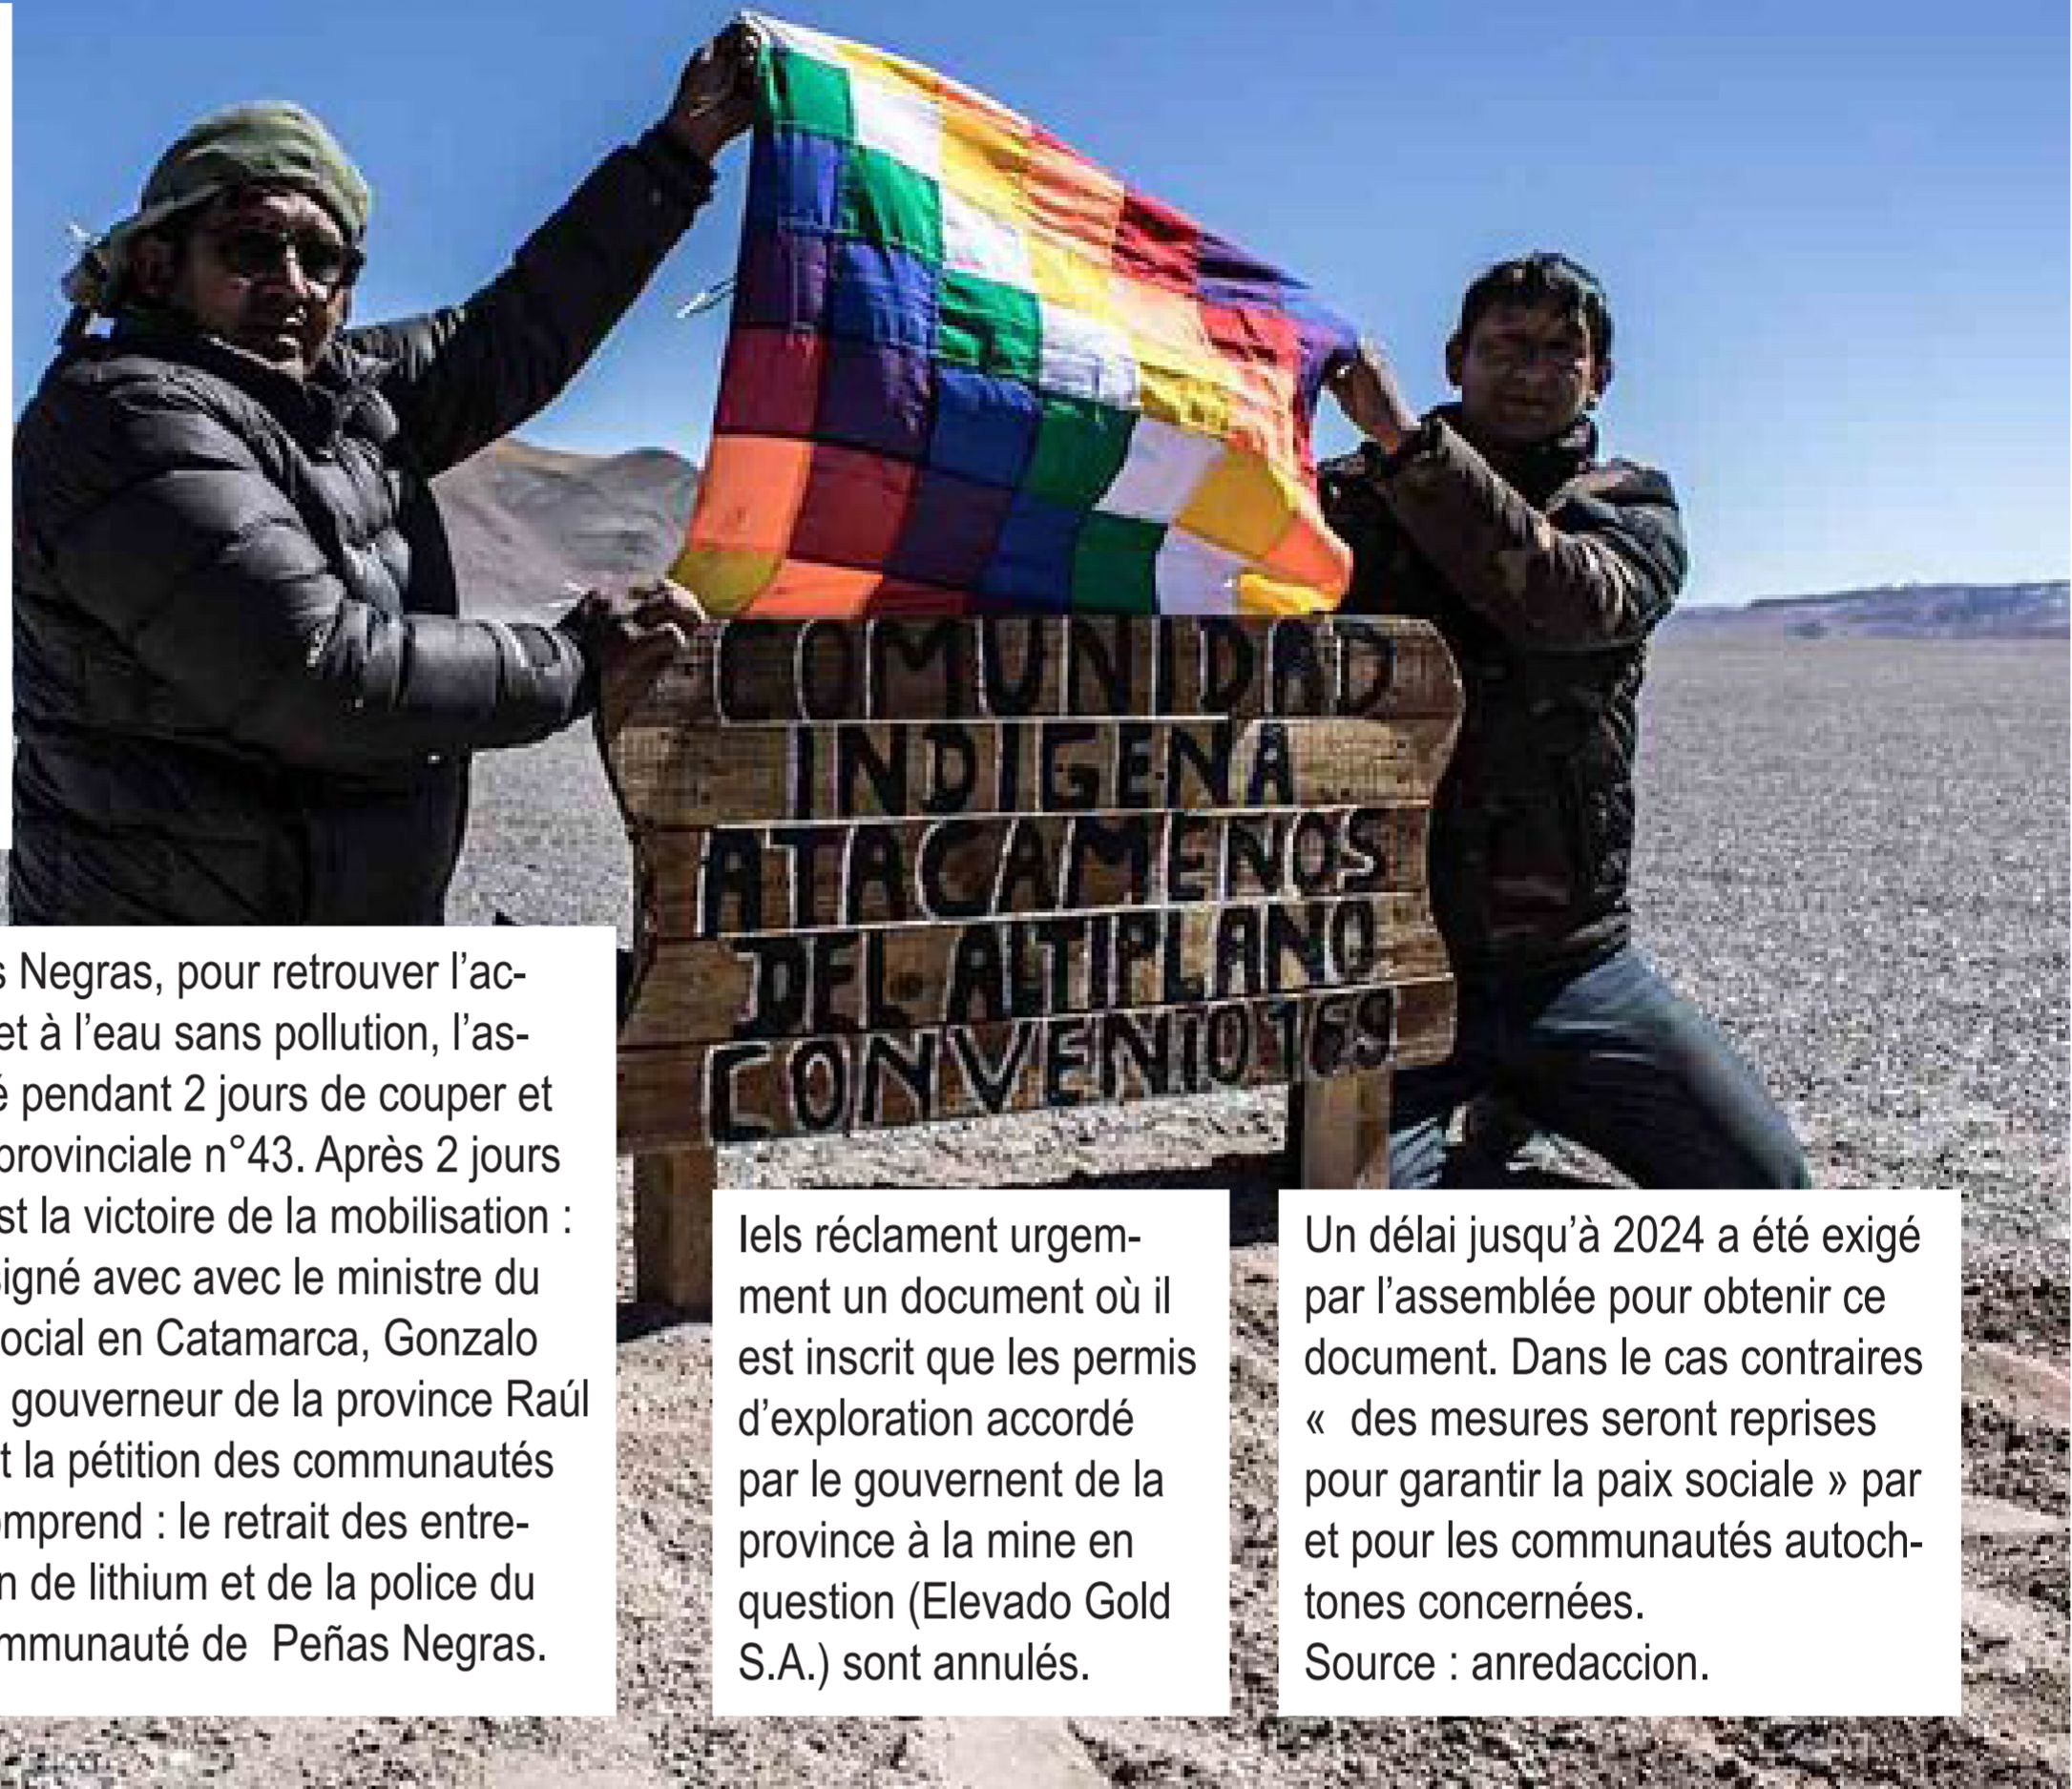 COMUNIDAD
INDIGENA
ATACAMEÑOS
DEL ALTIPLANO
CONVENIO 169
Negras, pour retrouver l’ac-
et à l’eau sans pollution, l’as-
pendant 2 jours de couper et
provinciale n°43. Après 2 jours
la victoire de la mobilisation :
signé avec avec le ministre du
en Catamarca, Gonzalo
gouverneur de la province Raúl
la pétition des communautés
: le retrait des entre-
de lithium et de la police du
de Peñas Negras.
Iels réclament urgem-
ment un document où il
est inscrit que les permis
d’exploration accordé
par le gouvernent de la
province à la mine en
question (Elevado Gold
S.A.) sont annulés.
Un délai jusqu’à 2024 a été exigé
par l’assemblée pour obtenir ce
document. Dans le cas contraires
« des mesures seront reprises
pour garantir la paix sociale » par
et pour les communautés autoch-
tones concernées.
Source : anredaccion.